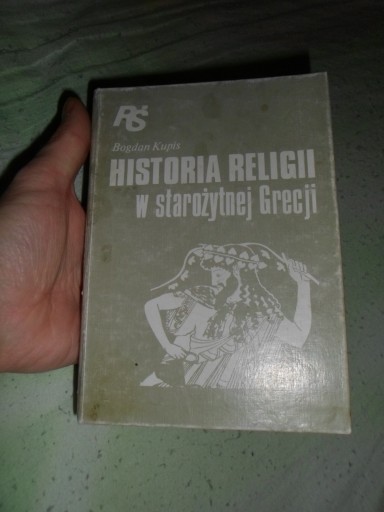 RŚ
Bogdan Kupis
HISTORIA RELIGII
w starożytnej Grecji